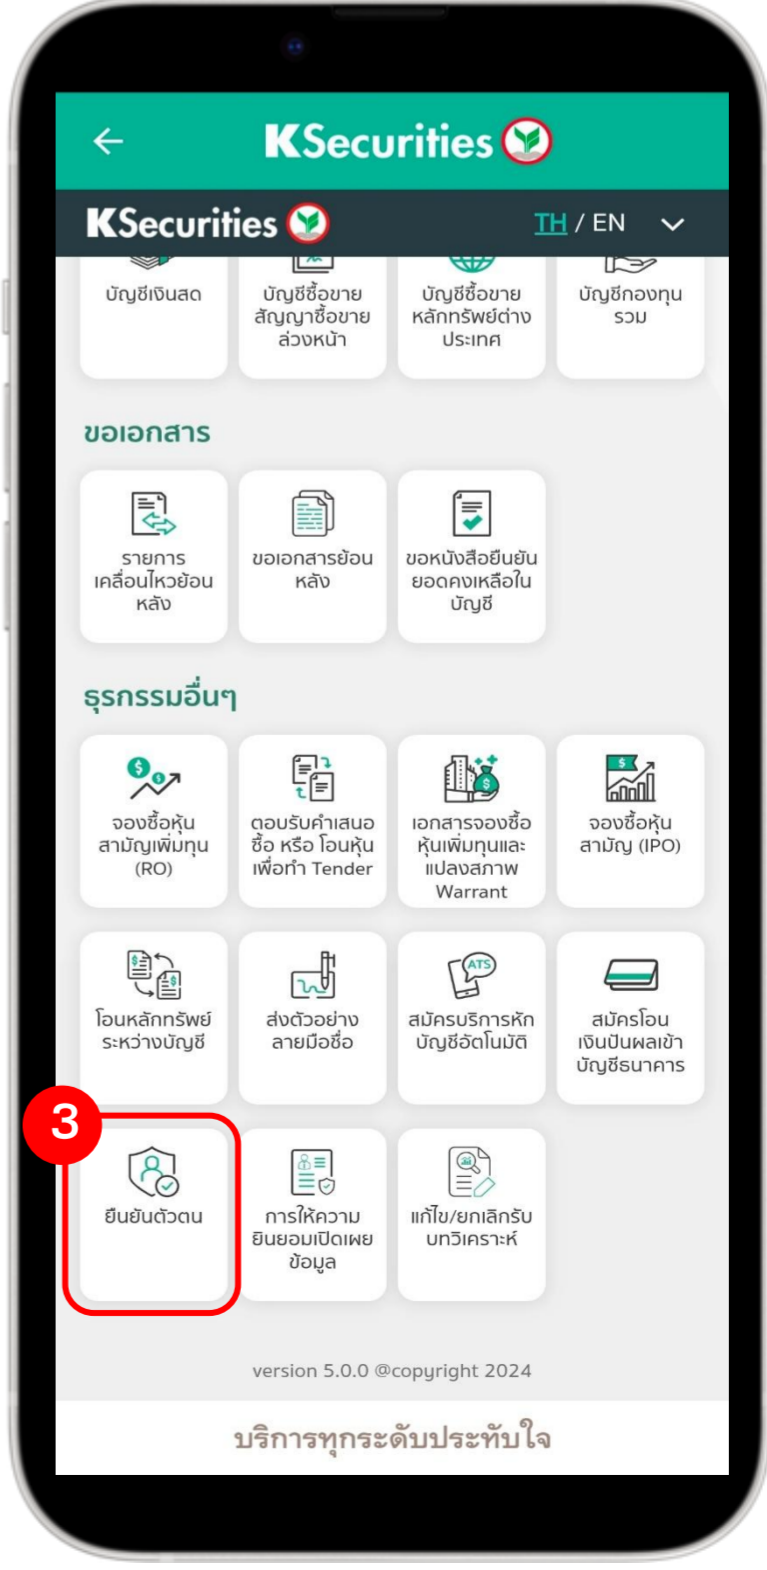 KSecurities
KSecurities TH / EN
บัญชีเงินสด
บัญชีซื้อขาย
สัญญาซื้อขาย
ล่วงหน้า
บัญชีซื้อขาย
หลักทรัพย์ต่าง
ประเทศ
บัญชีกองทุน
รวม
ขอเอกสาร
รายการ
เคลื่อนไหวย้อน
หลัง
ขอเอกสารย้อน
หลัง
ขอหนังสือยืนยัน
ยอดคงเหลือใน
บัญชี
ธุรกรรมอื่นๆ
จองซื้อหุ้น
สามัญเพิ่มทุน
(RO)
ตอบรับคำเสนอ
ซื้อ หรือ โอนหุ้น
เพื่อทำ Tender
เอกสารจองซื้อ
หุ้นเพิ่มทุนและ
แปลงสภาพ
Warrant
จองซื้อหุ้น
สามัญ (IPO)
โอนหลักทรัพย์
ระหว่างบัญชี
ส่งตัวอย่าง
ลายมือชื่อ
ATS
สมัครบริการหัก
บัญชีอัตโนมัติ
สมัครโอน
เงินปันผลเข้า
บัญชีธนาคาร
3
ยืนยันตัวตน
การให้ความ
ยินยอมเปิดเผย
ข้อมูล
แก้ไข/ยกเลิกรับ
บทวิเคราะห์
version 5.0.0 @copyright 2024
บริการทุกระดับประทับใจ